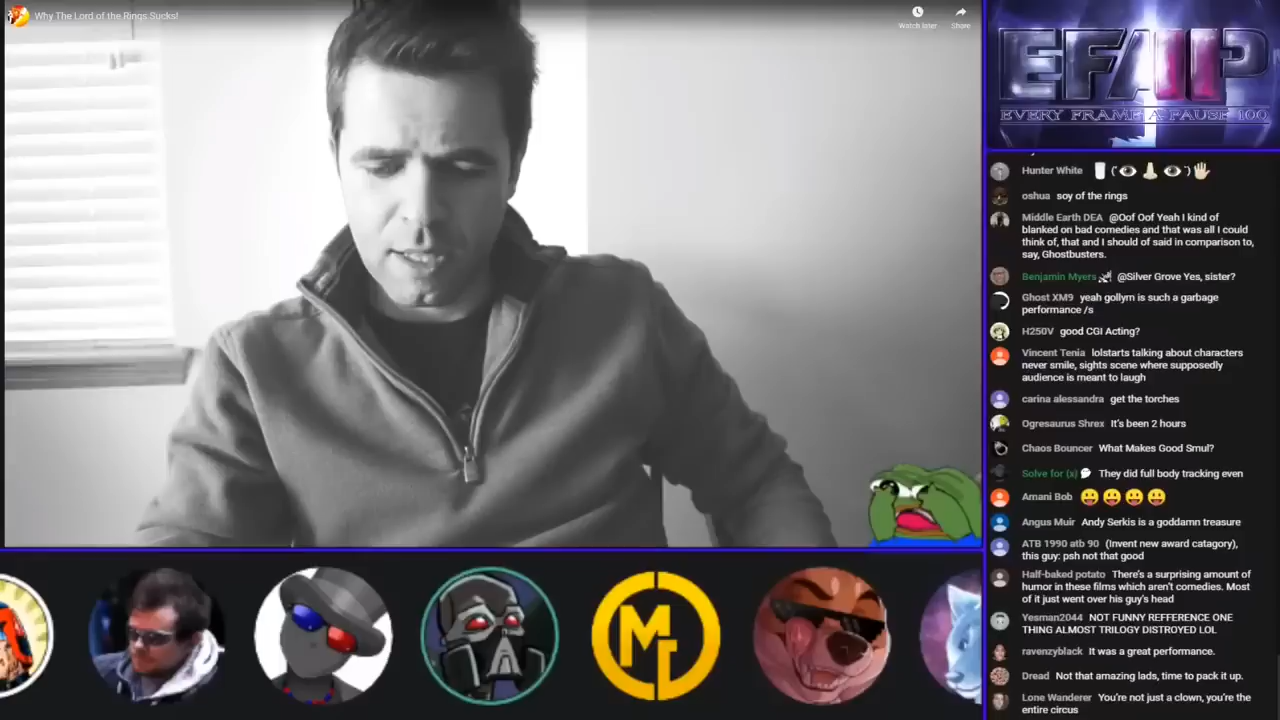 Why The Lord of the Rings Sucks!
Watch later
Share
EFAP
EVERY FRAME A PAUSE 100
Hunter White
oshua soy of the rings
Middle Earth DEA @Oof Oof Yeah I kind of
blanked on bad comedies and that was all I could
think of, that and I should of said in comparison to,
say, Ghostbusters.
Benjamin Myers @Silver Grove Yes, sister?
Ghost XM9 yeah gollym is such a garbage
performance /s
H250V good CGI Acting?
Vincent Tenia lolstarts talking about characters
never smile, sights scene where supposedly
audience is meant to laugh
carina alessandra get the torches
Ogresaurus Shrex It's been 2 hours
Chaos Bouncer What Makes Good Smul?
Solve for (s) They did full body tracking even
Amani Bob
Angus Muir Andy Serkis is a goddamn treasure
ATB 1990 atb 90 (Invent new award catagory),
this guy: psh not that good
Half-baked potato There's a surprising amount of
humor in these films which aren't comedies. Most
of it just went over his guy's head
Yesman2044 NOT FUNNY REFFERENCE ONE
THING ALMOST TRILOGY DISTROYED LOL
ravenzyblack It was a great performance.
Dread Not that amazing lads, time to pack it up.
Lone Wanderer You're not just a clown, you're the
entire circus